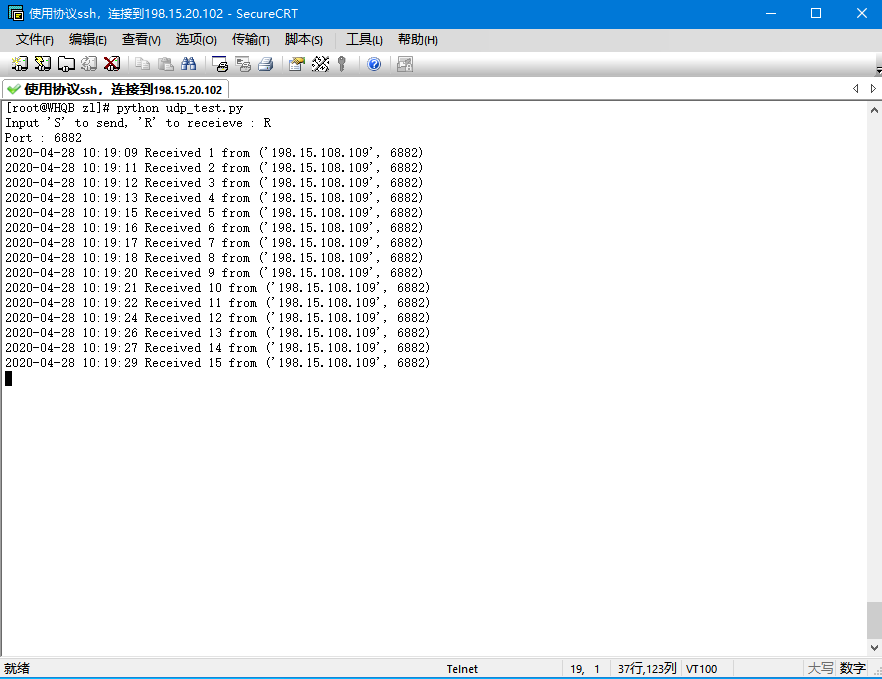 使用协议ssh，连接到198.15.20.102 - SecureCRT
文件(F) 编辑(E) 查看(V) 选项(O) 传输(T) 脚本(S) 工具(L) 帮助(H)
使用协议ssh，连接到198.15.20.102
[root@WHQB zl]# python udp_test.py
Input 'S' to send, 'R' to receieve : R
Port : 6882
2020-04-28 10:19:09 Received 1 from ('198.15.108.109', 6882)
2020-04-28 10:19:11 Received 2 from ('198.15.108.109', 6882)
2020-04-28 10:19:12 Received 3 from ('198.15.108.109', 6882)
2020-04-28 10:19:13 Received 4 from ('198.15.108.109', 6882)
2020-04-28 10:19:15 Received 5 from ('198.15.108.109', 6882)
2020-04-28 10:19:16 Received 6 from ('198.15.108.109', 6882)
2020-04-28 10:19:17 Received 7 from ('198.15.108.109', 6882)
2020-04-28 10:19:18 Received 8 from ('198.15.108.109', 6882)
2020-04-28 10:19:20 Received 9 from ('198.15.108.109', 6882)
2020-04-28 10:19:21 Received 10 from ('198.15.108.109', 6882)
2020-04-28 10:19:22 Received 11 from ('198.15.108.109', 6882)
2020-04-28 10:19:24 Received 12 from ('198.15.108.109', 6882)
2020-04-28 10:19:26 Received 13 from ('198.15.108.109', 6882)
2020-04-28 10:19:27 Received 14 from ('198.15.108.109', 6882)
2020-04-28 10:19:29 Received 15 from ('198.15.108.109', 6882)
就绪 Telnet 19, 1 37行,123列 VT100 大写 数字